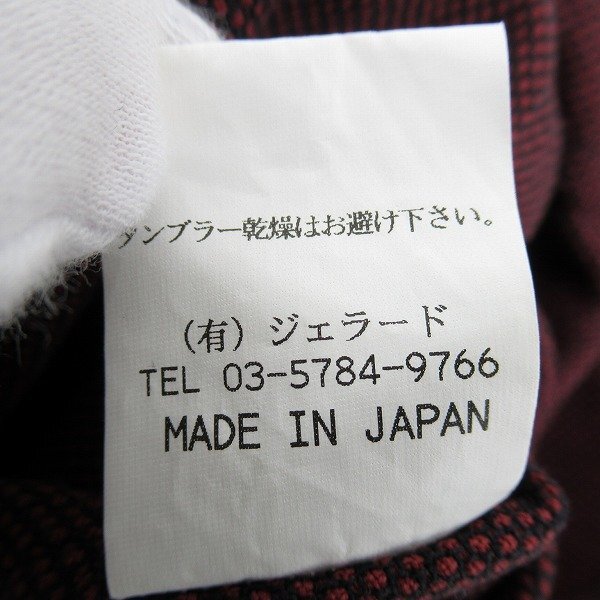 タンブラー乾燥はお避け下さい。
(有) ジェラード
TEL 03-5784-9766
MADE IN JAPAN